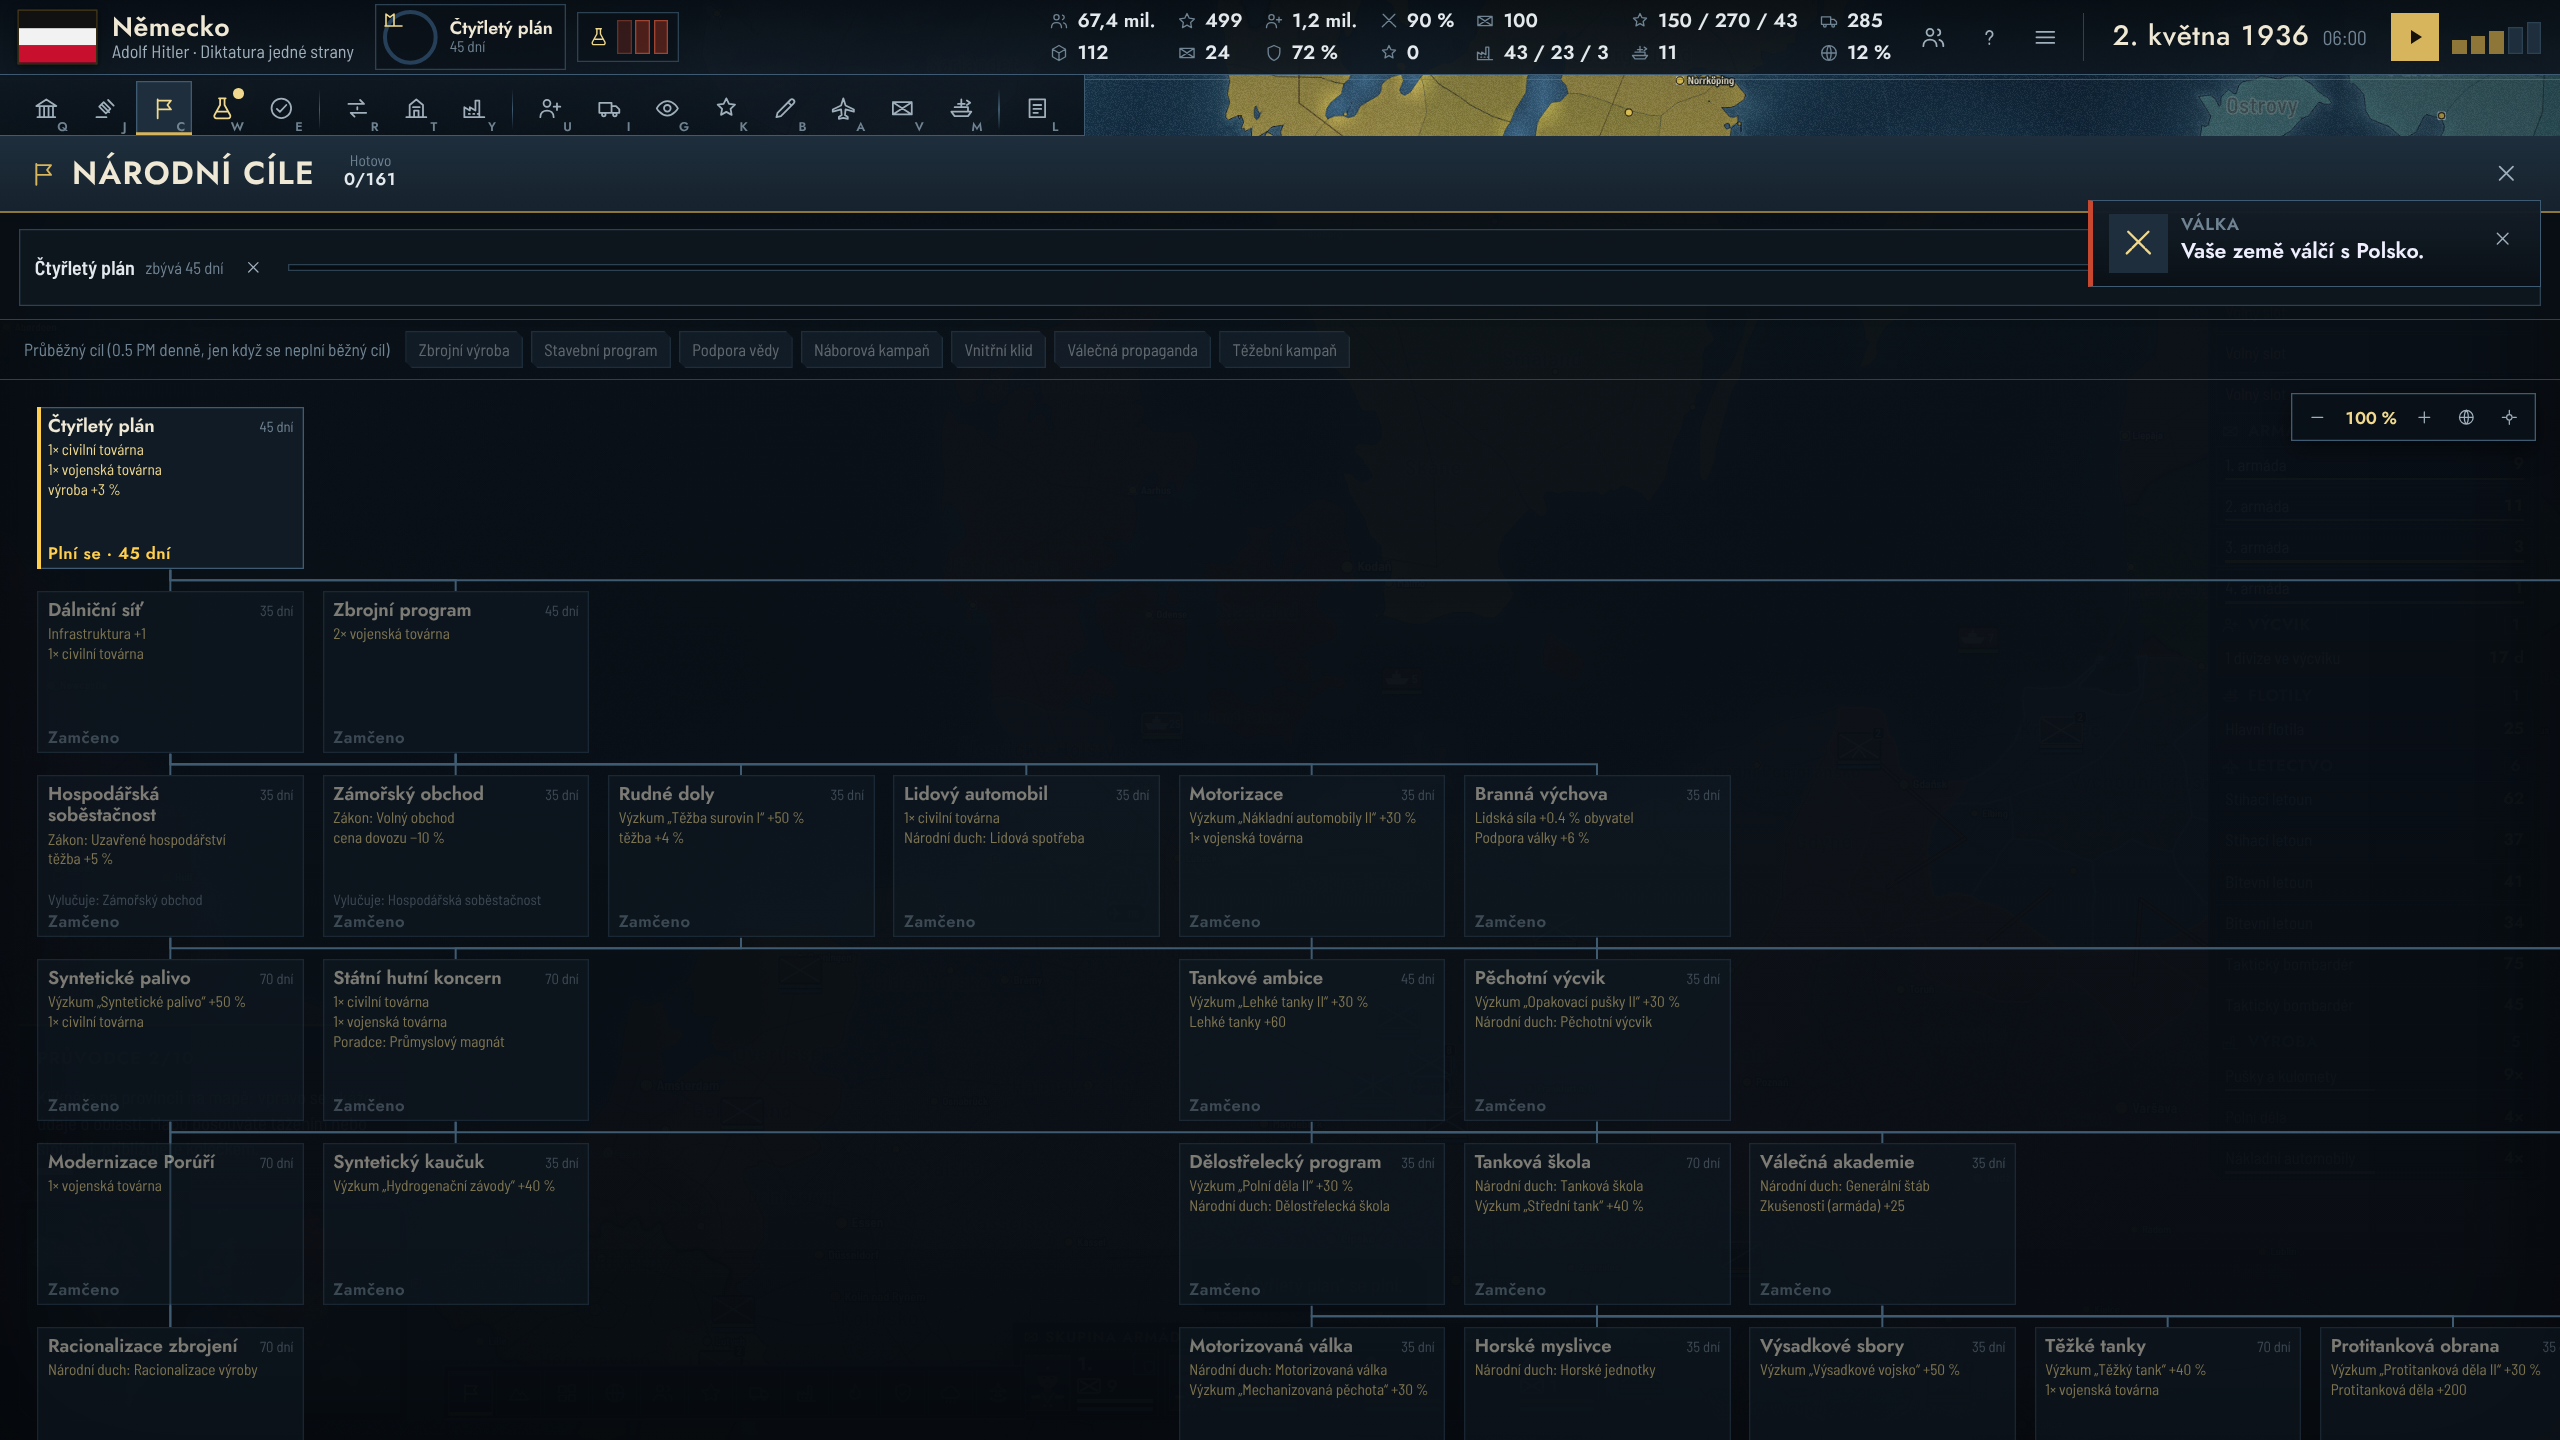 Německo
Adolf Hitler · Diktatura jedné strany
Čtyřletý plán
45 dní
67,4 mil.
499
1,2 mil.
90 %
100
150 / 270 / 43
285
112
24
72 %
0
43 / 23 / 3
11
12 %
2. května 1936 06:00
Q
J
C
W
E
R
T
Y
U
I
G
K
B
A
V
M
L
Norrköping
Ostrovy
NÁRODNÍ CÍLE
Hotovo
0/161
VÁLKA
Vaše země válčí s Polsko.
Čtyřletý plán zbývá 45 dní
Průběžný cíl (0.5 PM denně, jen když se neplní běžný cíl)
Zbrojní výroba
Stavební program
Podpora vědy
Náborová kampaň
Vnitřní klid
Válečná propaganda
Těžební kampaň
100 %
Čtyřletý plán 45 dní
1× civilní továrna
1× vojenská továrna
výroba +3 %
Plní se · 45 dní
Dálniční síť 35 dní
Infrastruktura +1
1× civilní továrna
Zamčeno
Zbrojní program 45 dní
2× vojenská továrna
Zamčeno
Hospodářská soběstačnost 35 dní
Zákon: Uzavřené hospodářství
těžba +5 %
Vylučuje: Zámořský obchod
Zamčeno
Zámořský obchod 35 dní
Zákon: Volný obchod
cena dovozu −10 %
Vylučuje: Hospodářská soběstačnost
Zamčeno
Rudné doly 35 dní
Výzkum „Těžba surovin I“ +50 %
těžba +4 %
Zamčeno
Lidový automobil 35 dní
1× civilní továrna
Národní duch: Lidová spotřeba
Zamčeno
Motorizace 35 dní
Výzkum „Nákladní automobily II“ +30 %
1× vojenská továrna
Zamčeno
Branná výchova 35 dní
Lidská síla +0.4 % obyvatel
Podpora války +6 %
Zamčeno
Syntetické palivo 70 dní
Výzkum „Syntetické palivo“ +50 %
1× civilní továrna
Zamčeno
Státní hutní koncern 70 dní
1× civilní továrna
1× vojenská továrna
Poradce: Průmyslový magnát
Zamčeno
Tankové ambice 45 dní
Výzkum „Lehké tanky II“ +30 %
Lehké tanky +60
Zamčeno
Pěchotní výcvik 35 dní
Výzkum „Opakovací pušky II“ +30 %
Národní duch: Pěchotní výcvik
Zamčeno
Modernizace Porúří 70 dní
1× vojenská továrna
Zamčeno
Syntetický kaučuk 35 dní
Výzkum „Hydrogenační závody“ +40 %
Zamčeno
Dělostřelecký program 35 dní
Výzkum „Polní děla II“ +30 %
Národní duch: Dělostřelecká škola
Zamčeno
Tanková škola 70 dní
Národní duch: Tanková škola
Výzkum „Střední tank“ +40 %
Zamčeno
Válečná akademie 35 dní
Národní duch: Generální štáb
Zkušenosti (armáda) +25
Zamčeno
Racionalizace zbrojení 70 dní
Národní duch: Racionalizace výroby
Motorizovaná válka 35 dní
Národní duch: Motorizovaná válka
Výzkum „Mechanizovaná pěchota“ +30 %
Horské myslivce 35 dní
Národní duch: Horské jednotky
Výsadkové sbory 35 dní
Výzkum „Výsadkové vojsko“ +50 %
Těžké tanky 70 dní
Výzkum „Těžký tank“ +40 %
1× vojenská továrna
Protitanková obrana 35
Výzkum „Protitanková děla II“ +30 %
Protitanková děla +200